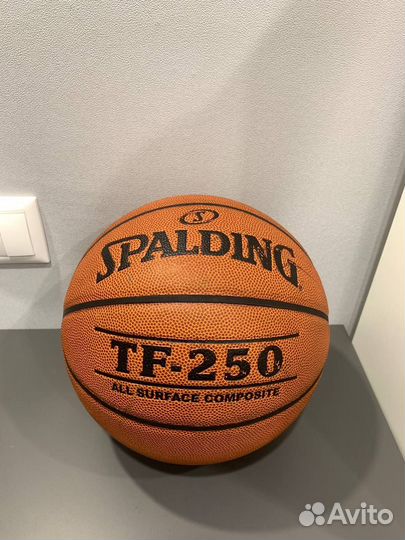 S
SPALDING
TF-250
ALL SURFACE COMPOSITE
Avito